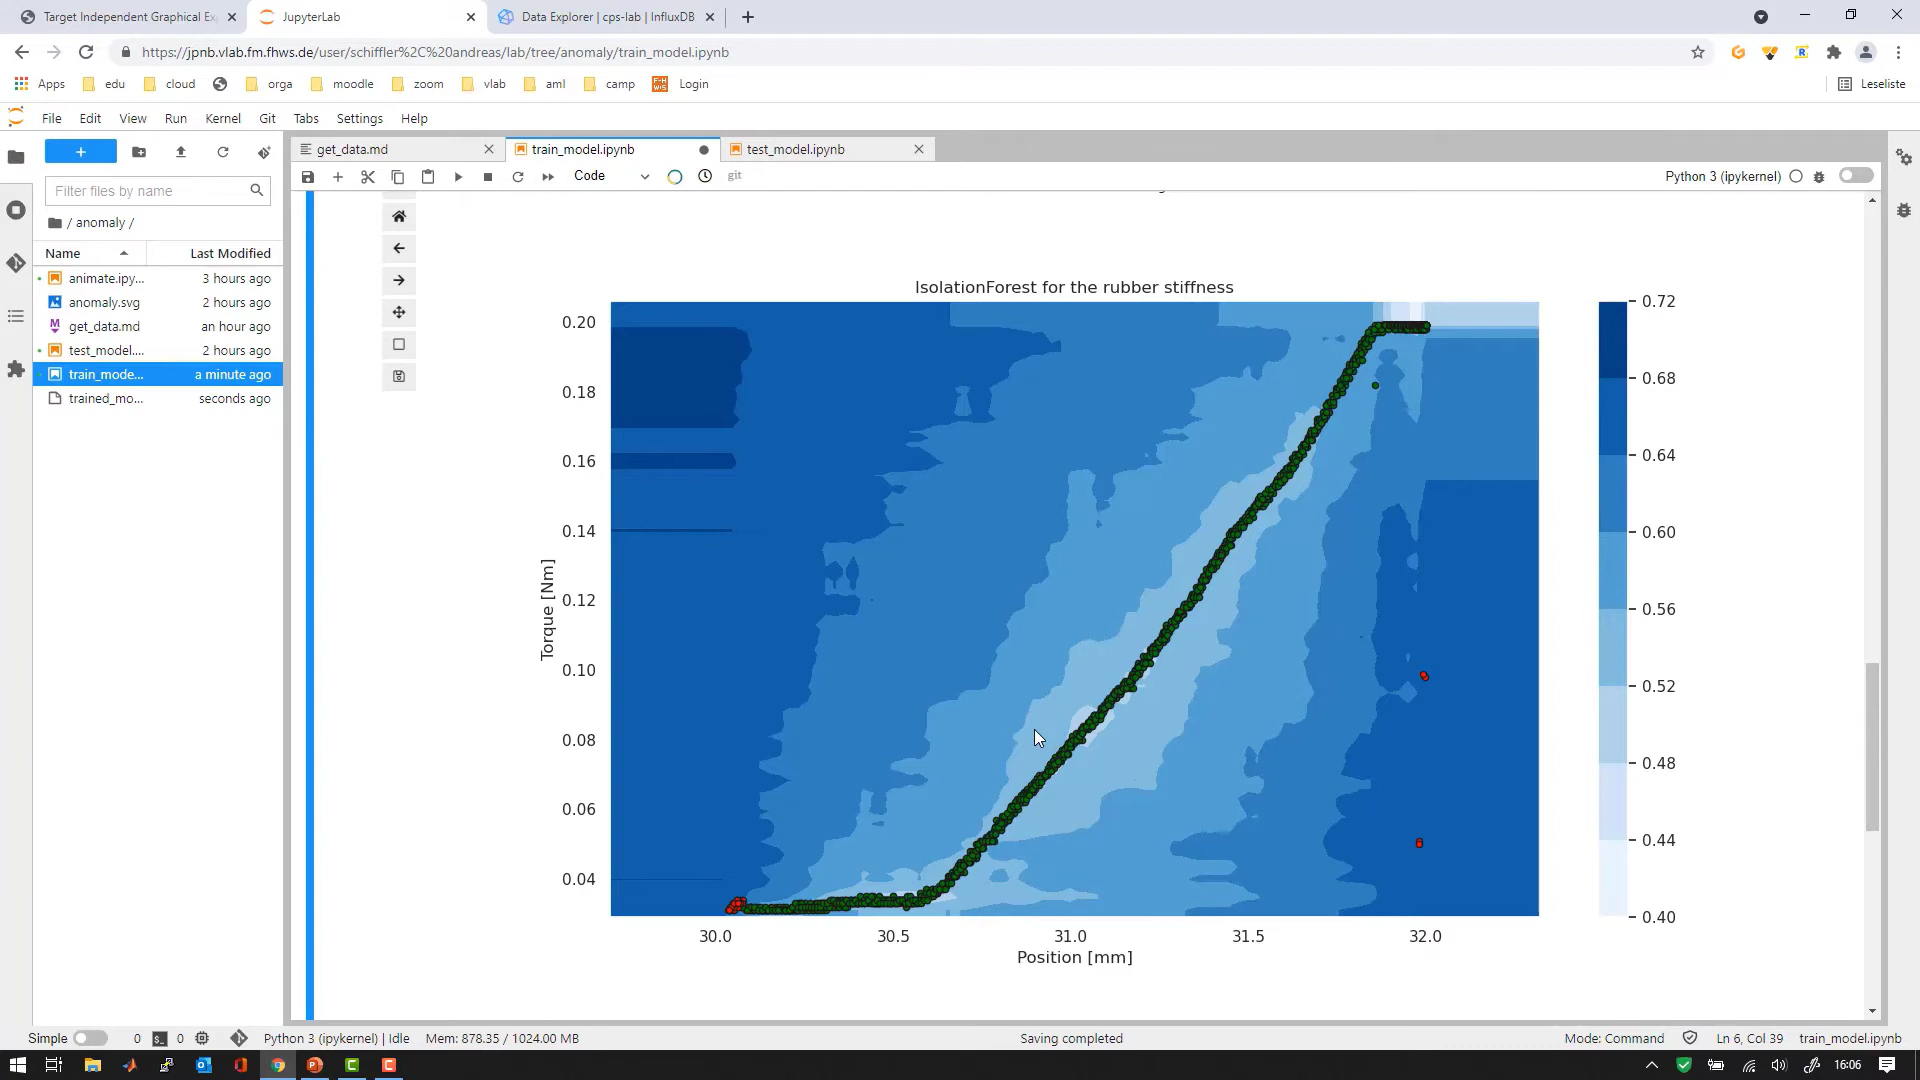 Target Independent Graphical Ex
JupyterLab
Data Explorer | cps-lab | InfluxDB
https://jpnb.vlab.fm.fhws.de/user/schiffler%2C%20andreas/lab/tree/anomaly/train_model.ipynb
Apps edu cloud orga moodle zoom vlab aml camp Login Leseliste
File Edit View Run Kernel Git Tabs Settings Help
get_data.md train_model.ipynb test_model.ipynb
Code git Python 3 (ipykernel)
Filter files by name
/ anomaly /
Name Last Modified
animate.ipy... 3 hours ago
anomaly.svg 2 hours ago
get_data.md an hour ago
test_model.... 2 hours ago
train_mode... a minute ago
trained_mo... seconds ago
IsolationForest for the rubber stiffness
0.20
0.18
0.16
0.14
0.12
0.10
0.08
0.06
0.04
Torque [Nm]
30.0 30.5 31.0 31.5 32.0
Position [mm]
0.72
0.68
0.64
0.60
0.56
0.52
0.48
0.44
0.40
Simple 0 0 Python 3 (ipykernel) | Idle Mem: 878.35 / 1024.00 MB Saving completed Mode: Command Ln 6, Col 39 train_model.ipynb
16:06